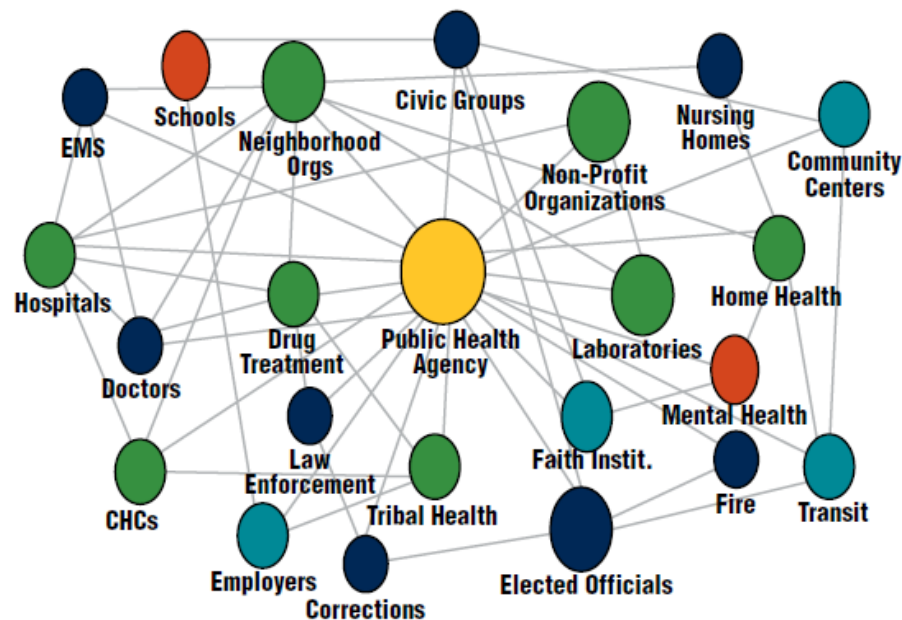 Civic Groups
Schools
Neighborhood
Orgs
EMS
Nursing
Homes
Community
Centers
Non-Profit
Organizations
Hospitals
Home Health
Drug
Treatment
Public Health
Agency
Laboratories
Doctors
Mental Health
Law
Enforcement
Faith Instit.
Fire
Transit
CHCs
Tribal Health
Employers
Corrections
Elected Officials